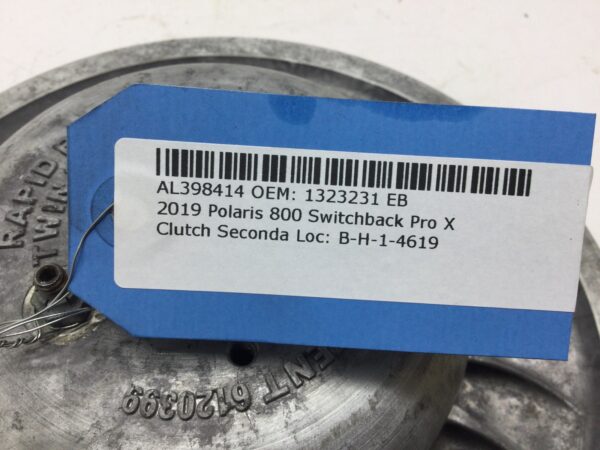 AL398414 OEM: 1323231 EB
2019 Polaris 800 Switchback Pro X
Clutch Seconda Loc: B-H-1-4619
RAPID
TWIN
ENT 6120399